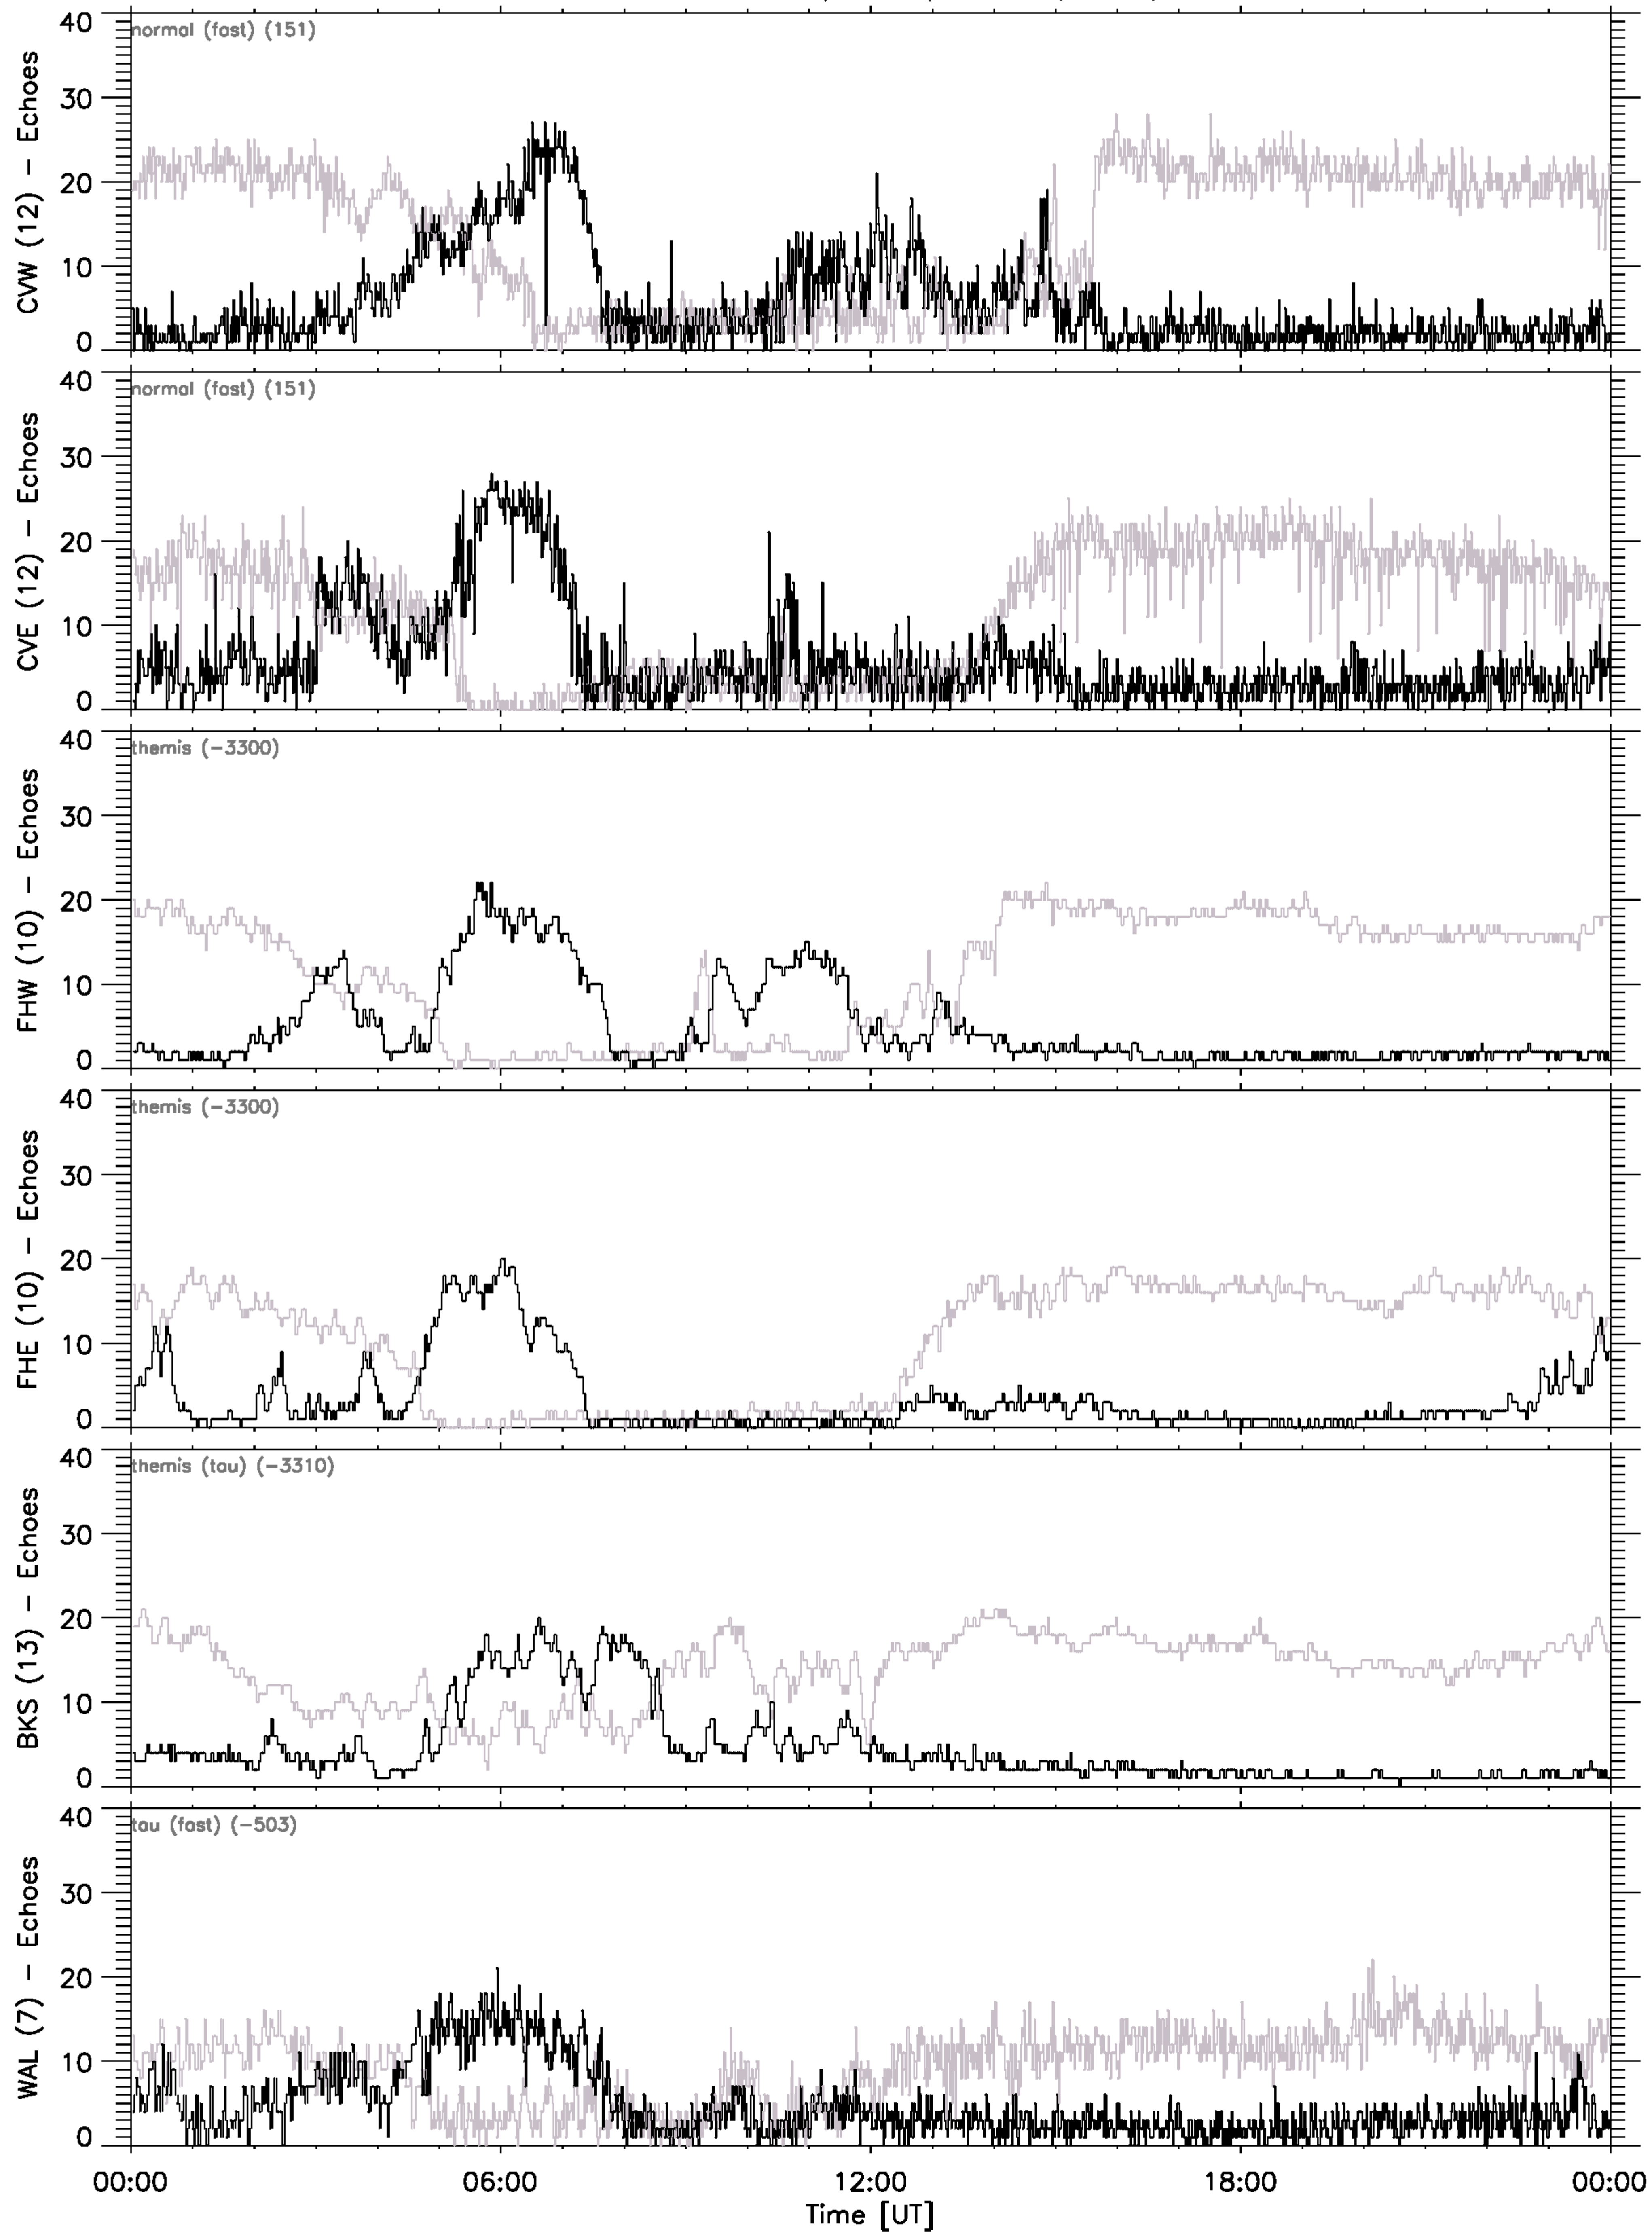 40
normal (fast) (151)
30
20
10
0
CVW (12) – Echoes
40
normal (fast) (151)
30
20
10
0
CVE (12) – Echoes
40
themis (-3300)
30
20
10
0
FHW (10) – Echoes
40
themis (-3300)
30
20
10
0
FHE (10) – Echoes
40
themis (tau) (-3310)
30
20
10
0
BKS (13) – Echoes
40
tau (fast) (-503)
30
20
10
0
WAL (7) – Echoes
00:00 06:00 12:00 18:00 00:00
Time [UT]